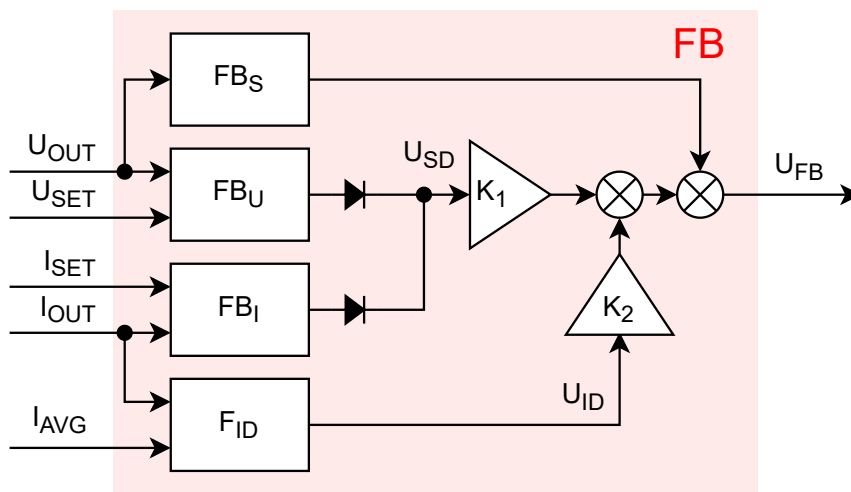 FB
FB_S
U_OUT
U_SD
U_FB
U_SET
FB_U
K_1
I_SET
I_OUT
FB_I
K_2
U_ID
I_AVG
F_ID